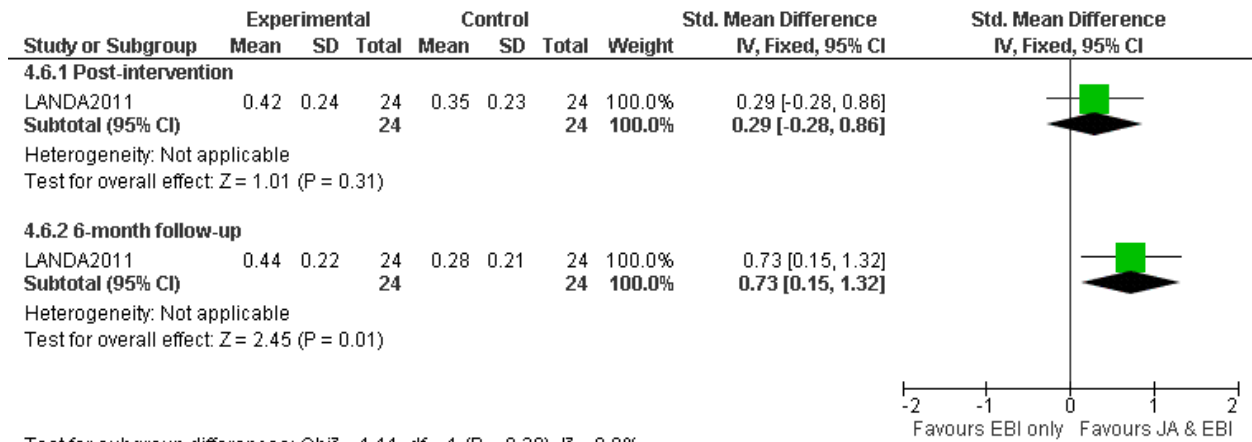 Experimental Control Std. Mean Difference Std. Mean Difference
Study or Subgroup Mean SD Total Mean SD Total Weight IV, Fixed, 95% CI IV, Fixed, 95% CI
4.6.1 Post-intervention
LANDA2011 0.42 0.24 24 0.35 0.23 24 100.0% 0.29 [-0.28, 0.86]
Subtotal (95% CI) 24 24 100.0% 0.29 [-0.28, 0.86]
Heterogeneity: Not applicable
Test for overall effect: Z = 1.01 (P = 0.31)
4.6.2 6-month follow-up
LANDA2011 0.44 0.22 24 0.28 0.21 24 100.0% 0.73 [0.15, 1.32]
Subtotal (95% CI) 24 24 100.0% 0.73 [0.15, 1.32]
Heterogeneity: Not applicable
Test for overall effect: Z = 2.45 (P = 0.01)
-2 -1 0 1 2
Favours EBI only Favours JA & EBI
Test for subgroup differences: